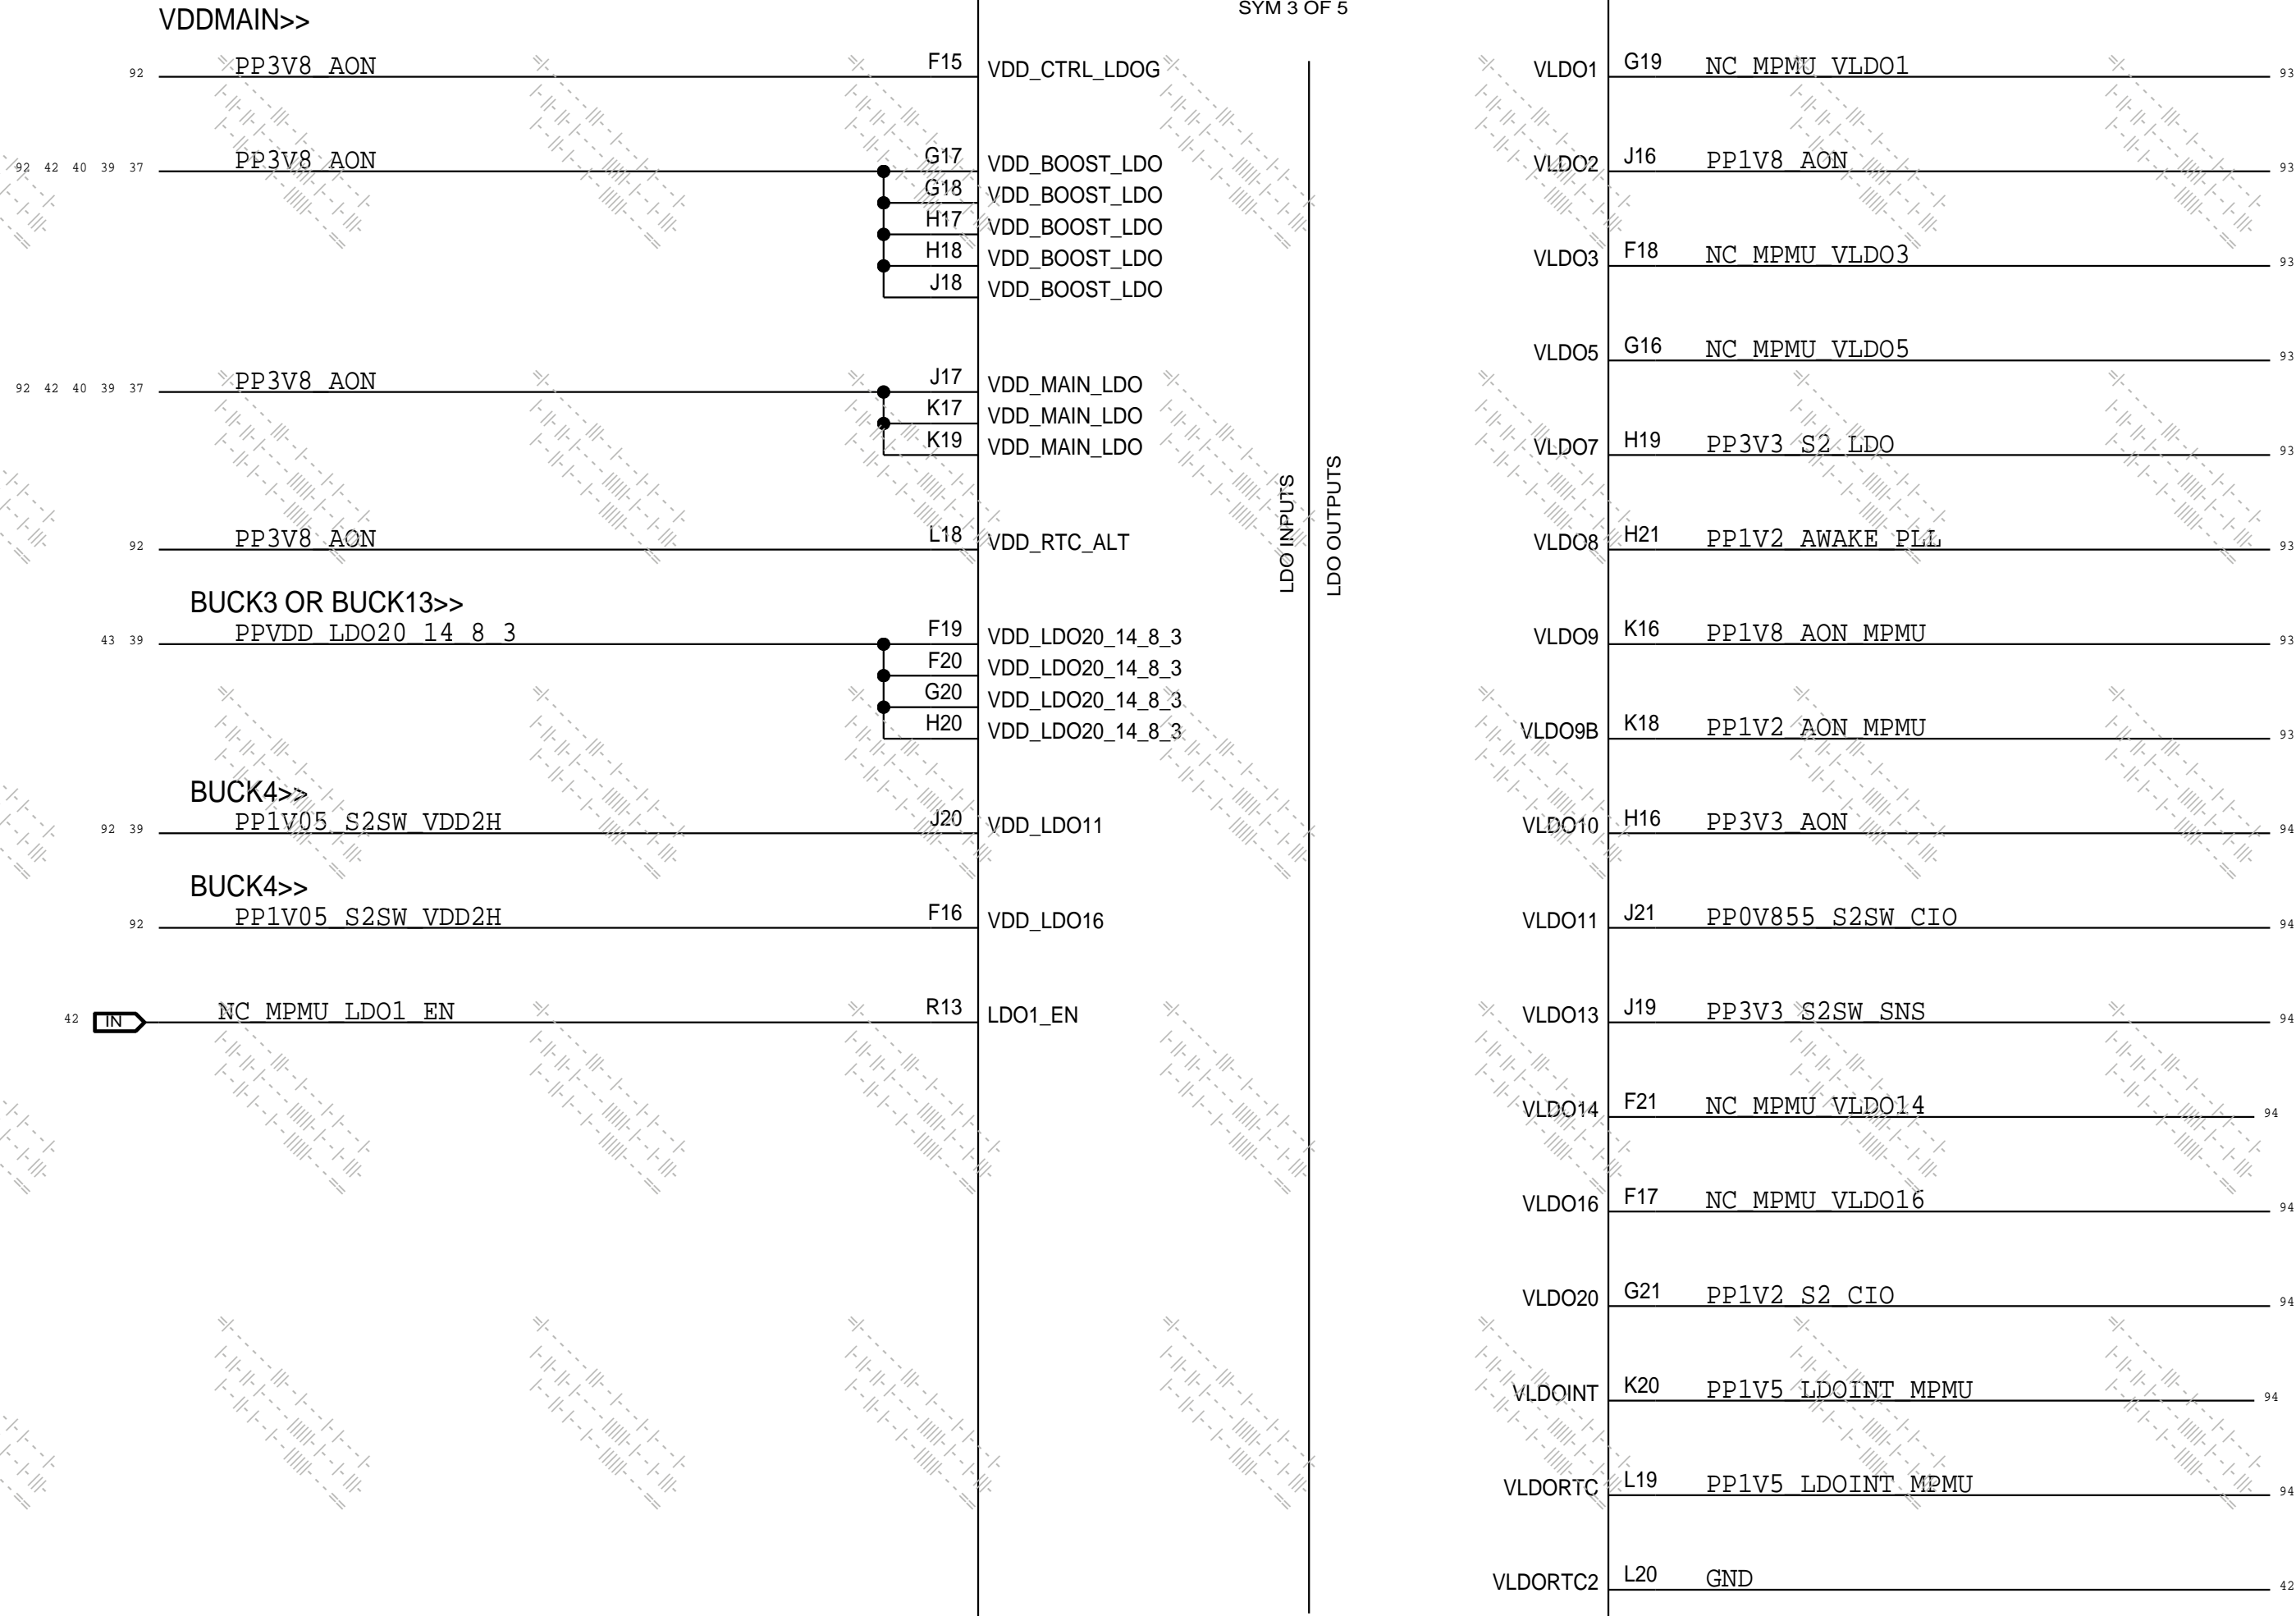 SYM 3 OF 5
VDDMAIN>>
92 PP3V8_AON F15 VDD_CTRL_LDOG
92 42 40 39 37 PP3V8_AON G17 VDD_BOOST_LDO
G18 VDD_BOOST_LDO
H17 VDD_BOOST_LDO
H18 VDD_BOOST_LDO
J18 VDD_BOOST_LDO
92 42 40 39 37 PP3V8_AON J17 VDD_MAIN_LDO
K17 VDD_MAIN_LDO
K19 VDD_MAIN_LDO
92 PP3V8_AON L18 VDD_RTC_ALT
BUCK3 OR BUCK13>>
43 39 PPVDD_LDO20_14_8_3 F19 VDD_LDO20_14_8_3
F20 VDD_LDO20_14_8_3
G20 VDD_LDO20_14_8_3
H20 VDD_LDO20_14_8_3
BUCK4>>
92 39 PP1V05_S2SW_VDD2H J20 VDD_LDO11
BUCK4>>
92 PP1V05_S2SW_VDD2H F16 VDD_LDO16
42 IN NC_MPMU_LDO1_EN R13 LDO1_EN
LDO INPUTS
LDO OUTPUTS
VLDO1 G19 NC_MPMU_VLDO1 93
VLDO2 J16 PP1V8_AON 93
VLDO3 F18 NC_MPMU_VLDO3 93
VLDO5 G16 NC_MPMU_VLDO5 93
VLDO7 H19 PP3V3_S2_LDO 93
VLDO8 H21 PP1V2_AWAKE_PLL 93
VLDO9 K16 PP1V8_AON_MPMU 93
VLDO9B K18 PP1V2_AON_MPMU 93
VLDO10 H16 PP3V3_AON 94
VLDO11 J21 PP0V855_S2SW_CIO 94
VLDO13 J19 PP3V3_S2SW_SNS 94
VLDO14 F21 NC_MPMU_VLDO14 94
VLDO16 F17 NC_MPMU_VLDO16 94
VLDO20 G21 PP1V2_S2_CIO 94
VLDOINT K20 PP1V5_LDOINT_MPMU 94
VLDORTC L19 PP1V5_LDOINT_MPMU 94
VLDORTC2 L20 GND 42